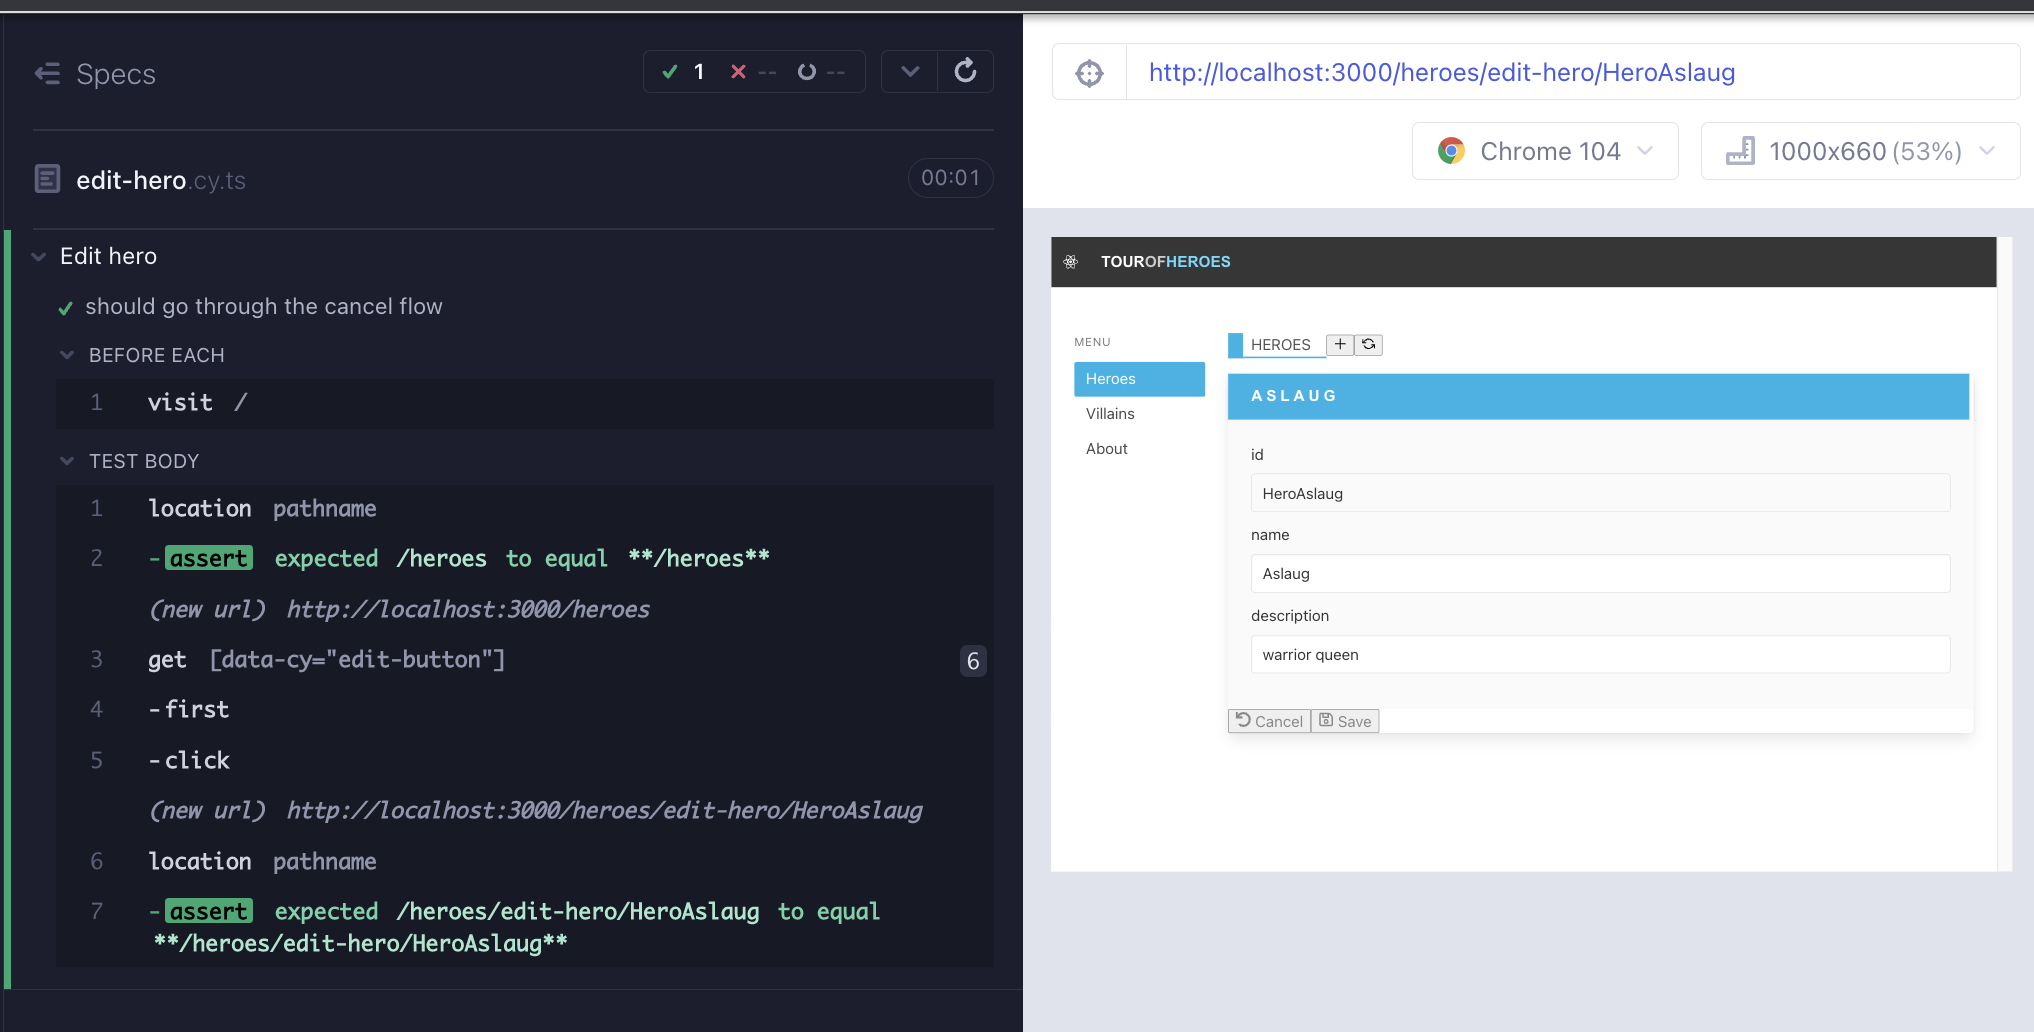 Specs
1 -- --
edit-hero.cy.ts
00:01
Edit hero
should go through the cancel flow
BEFORE EACH
1 visit /
TEST BODY
1 location pathname
2 -assert expected /heroes to equal **/heroes**
(new url) http://localhost:3000/heroes
3 get [data-cy="edit-button"] 6
4 -first
5 -click
(new url) http://localhost:3000/heroes/edit-hero/HeroAslaug
6 location pathname
7 -assert expected /heroes/edit-hero/HeroAslaug to equal
**/heroes/edit-hero/HeroAslaug**
http://localhost:3000/heroes/edit-hero/HeroAslaug
Chrome 104
1000x660 (53%)
TOUROFHEROES
MENU
Heroes
Villains
About
HEROES +
ASLAUG
id
HeroAslaug
name
Aslaug
description
warrior queen
Cancel Save